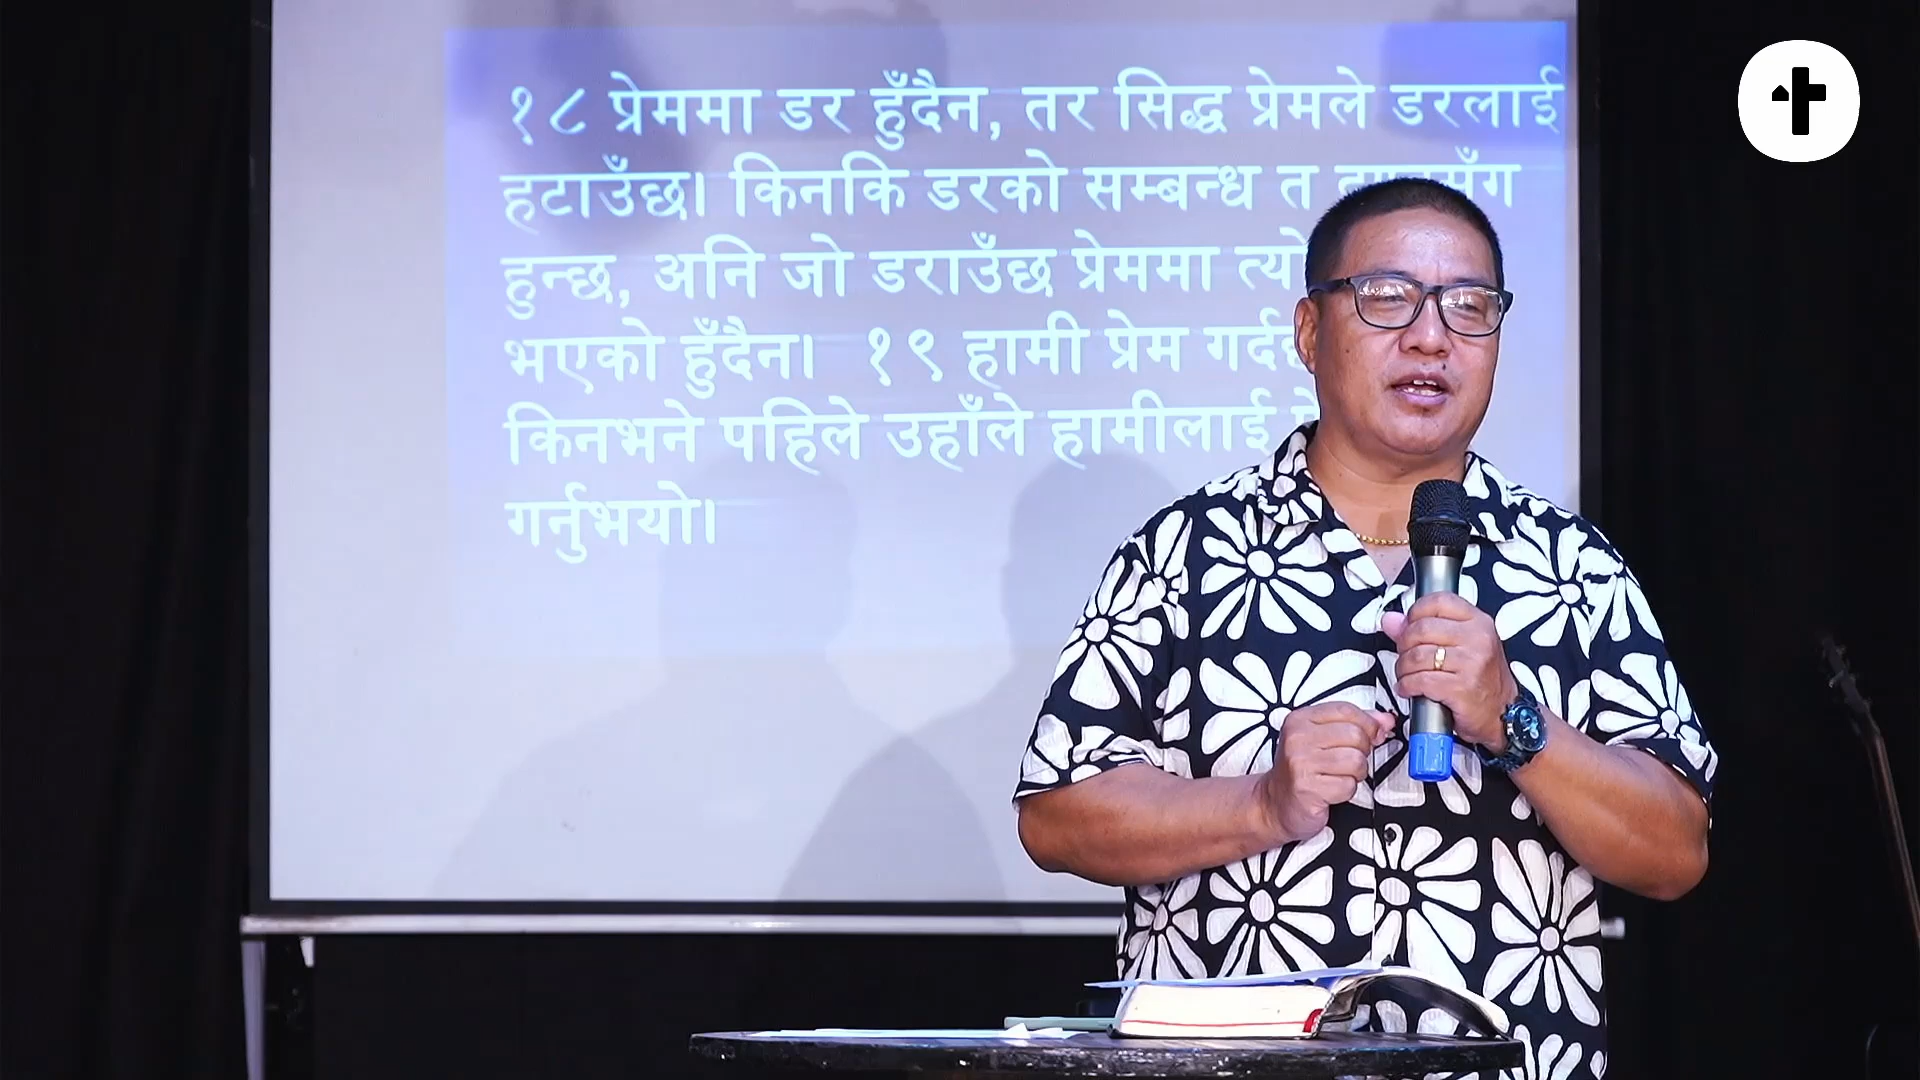 १८ प्रेममा डर हुँदैन, तर सिद्ध प्रेमले डरलाई
हटाउँछ। किनकि डरको सम्बन्ध त
हुन्छ, अनि जो डराउँछ प्रेममा
भएको हुँदैन। १९ हामी प्रेम
किनभने पहिले उहाँले हामीलाई
गर्नुभयो।